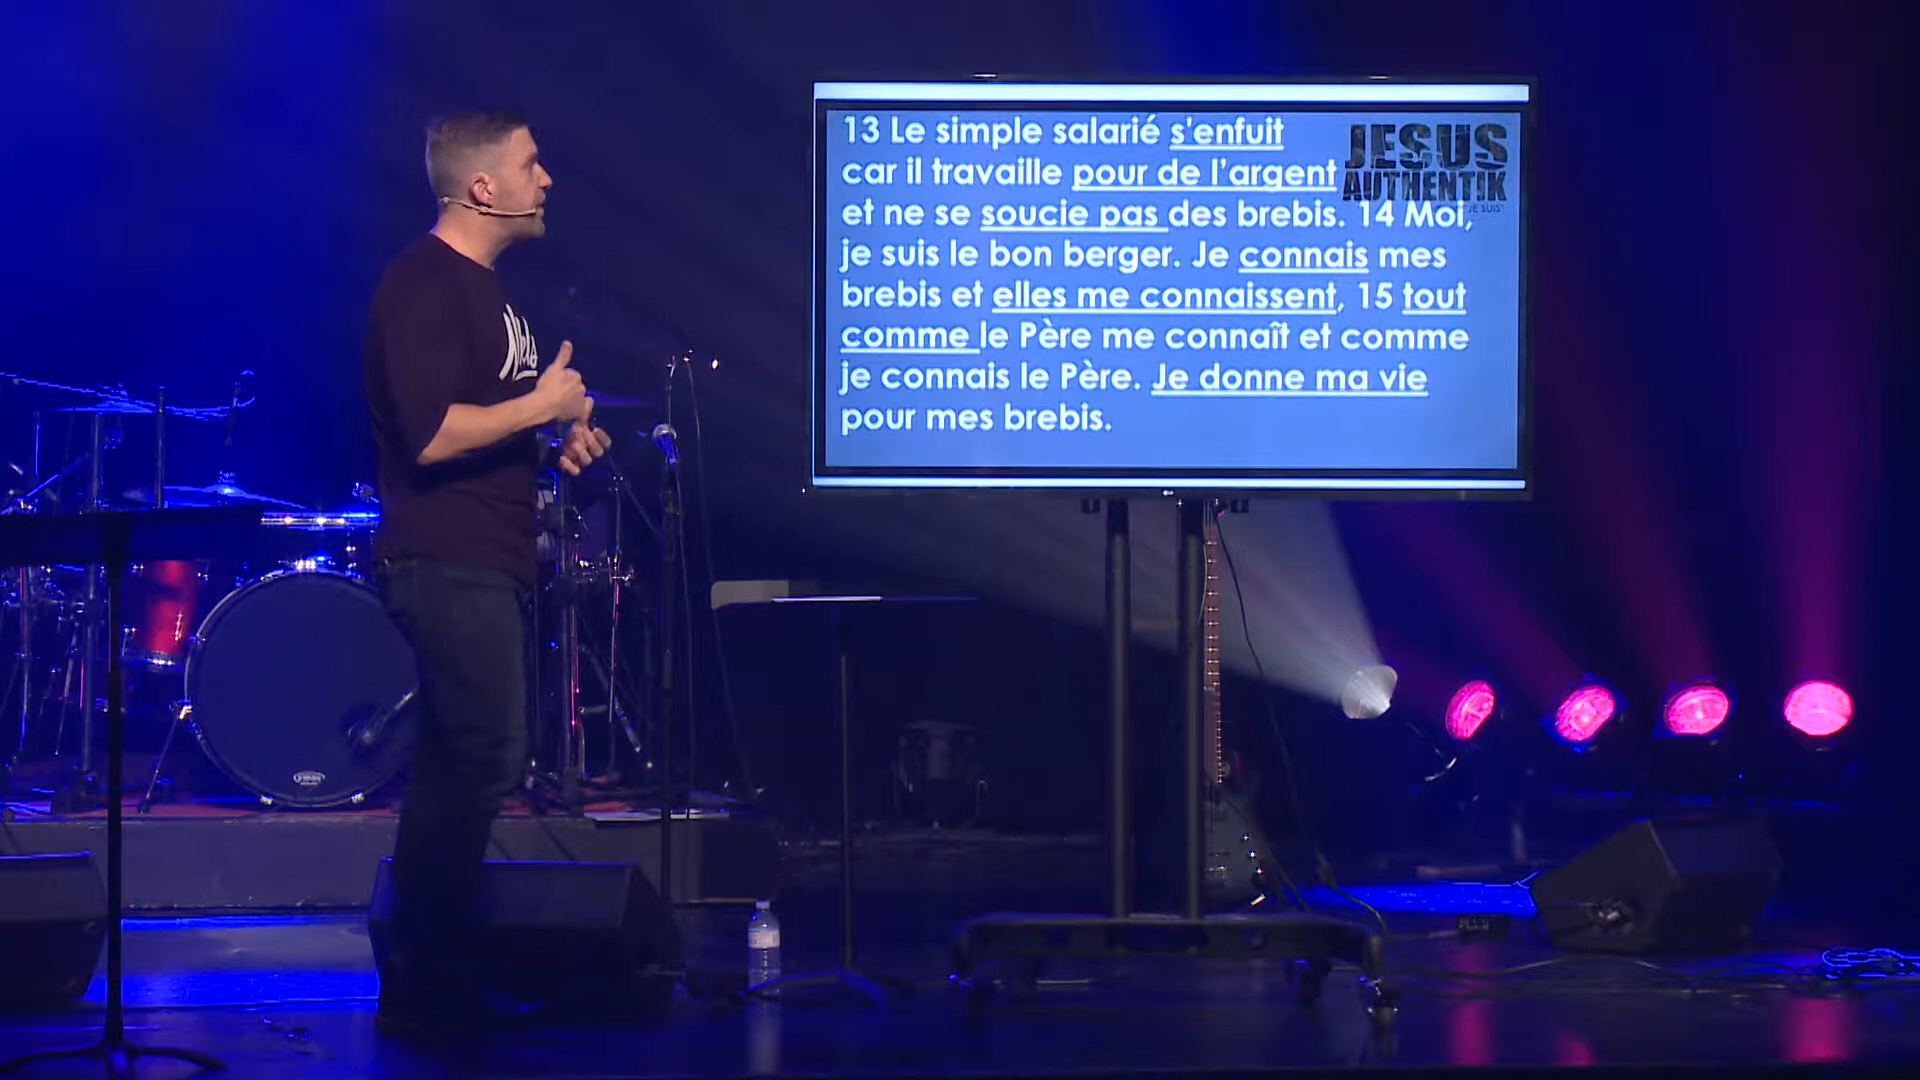 13 Le simple salarié s'enfuit
car il travaille pour de l'argent
et ne se soucie pas des brebis. 14 Moi,
je suis le bon berger. Je connais mes
brebis et elles me connaissent, 15 tout
comme le Père me connaît et comme
je connais le Père. Je donne ma vie
pour mes brebis.
JESUS
AUTHENTIK
"JE SUIS"